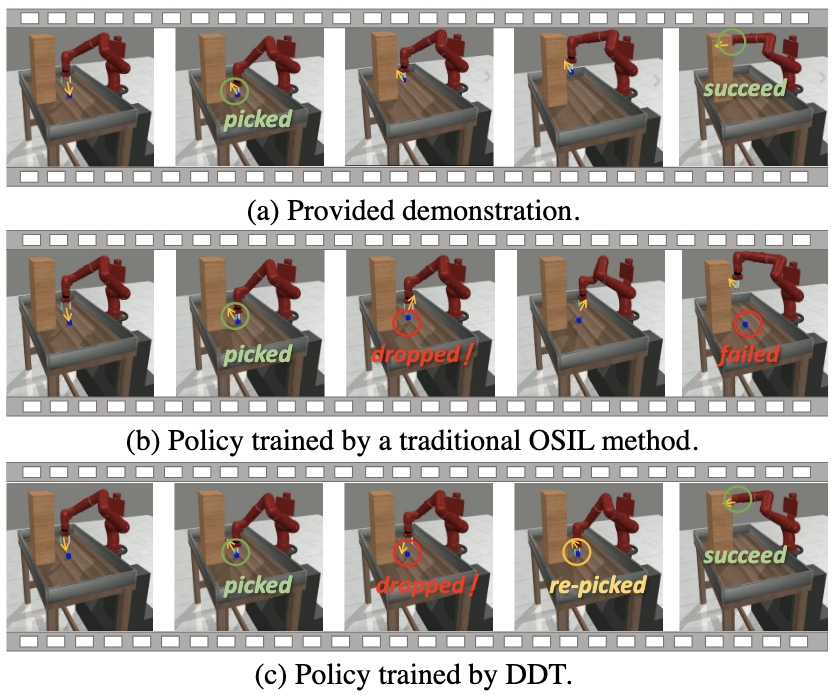 picked
succeed
(a) Provided demonstration.
picked
dropped!
failed
(b) Policy trained by a traditional OSIL method.
picked
dropped!
re-picked
succeed
(c) Policy trained by DDT.